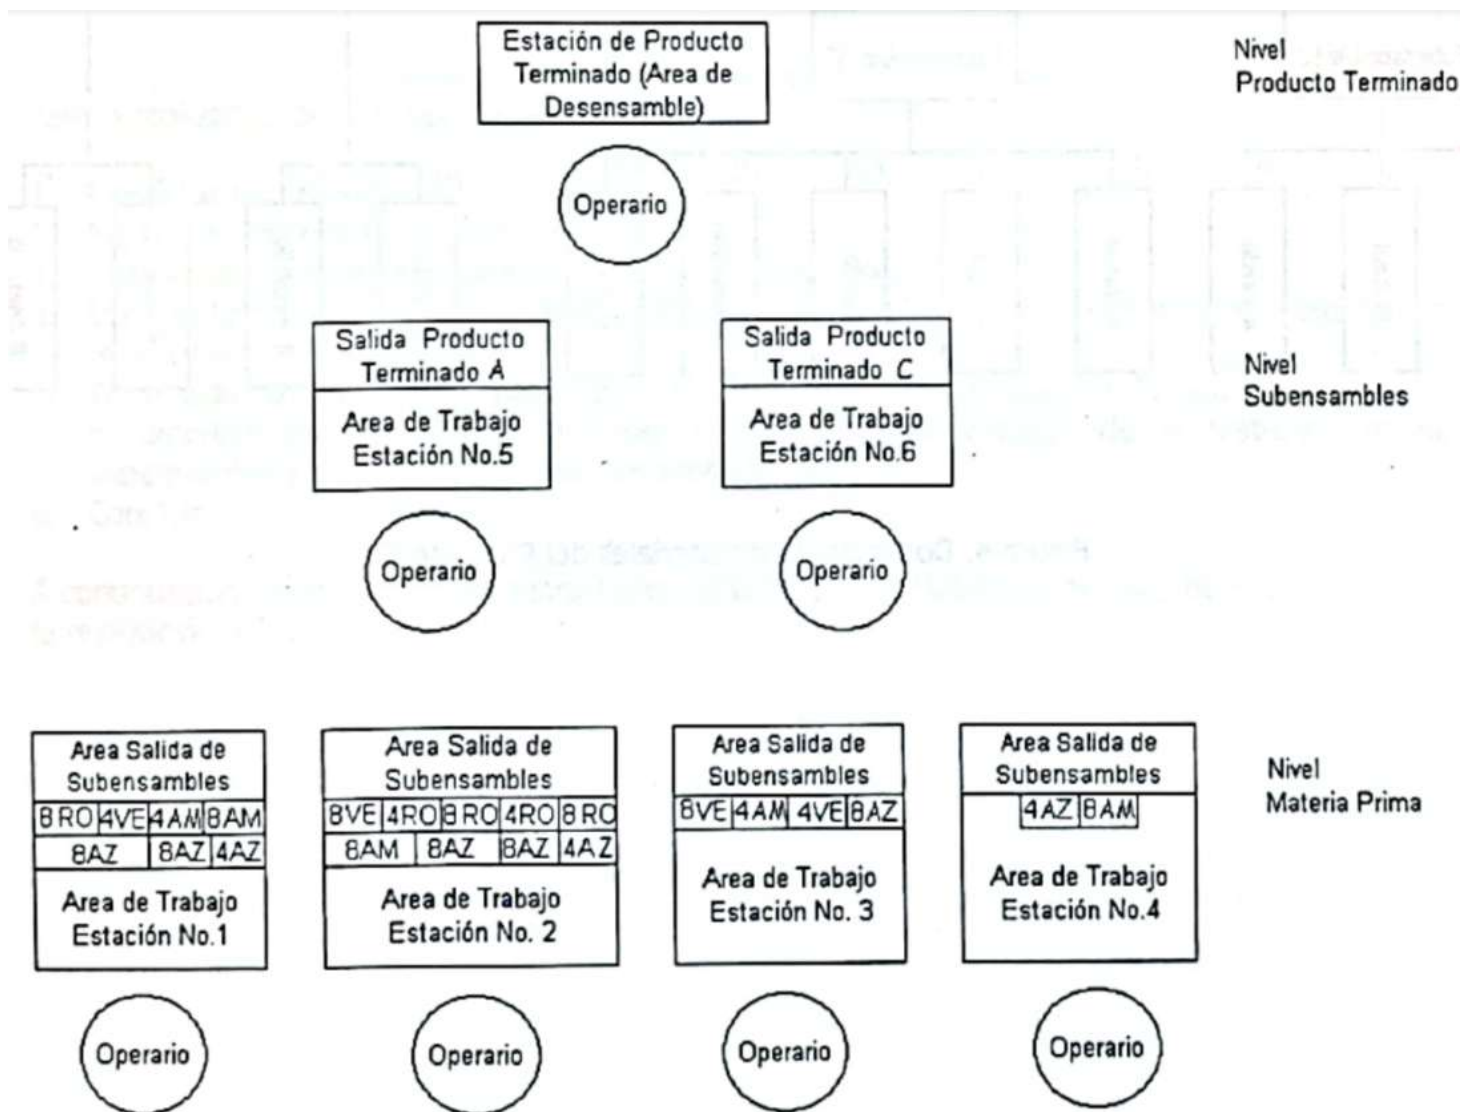 Estación de Producto
Terminado (Area de
Desensamble)
Nivel
Producto Terminado
Operario
Salida Producto
Terminado A
Area de Trabajo
Estación No.5
Salida Producto
Terminado C
Area de Trabajo
Estación No.6
Nivel
Subensambles
Operario
Operario
Area Salida de
Subensambles
8RO 4VE 4AM 8AM
8AZ 8AZ 4AZ
Area de Trabajo
Estación No.1
Area Salida de
Subensambles
8VE 4RO 8RO 4RO 8RO
8AM 8AZ 8AZ 4AZ
Area de Trabajo
Estación No. 2
Area Salida de
Subensambles
8VE 4AM 4VE 8AZ
Area de Trabajo
Estación No. 3
Area Salida de
Subensambles
4AZ 8AM
Area de Trabajo
Estación No.4
Nivel
Materia Prima
Operario
Operario
Operario
Operario